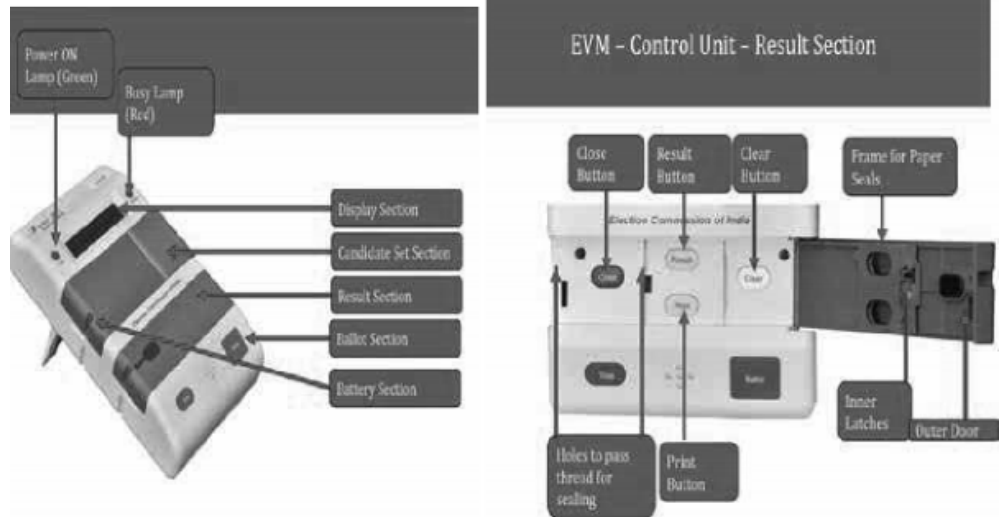 Power ON
Lamp (Green)
Busy Lamp
(Red)
Display Section
Candidate Set Section
Result Section
Ballot Section
Battery Section
EVM – Control Unit – Result Section
Close
Button
Result
Button
Clear
Button
Frame for Paper
Seals
Election Commission of India
Close
Result
Clear
Print
Total
Ballot
Inner
Latches
Outer Door
Holes to pass
thread for
sealing
Print
Button